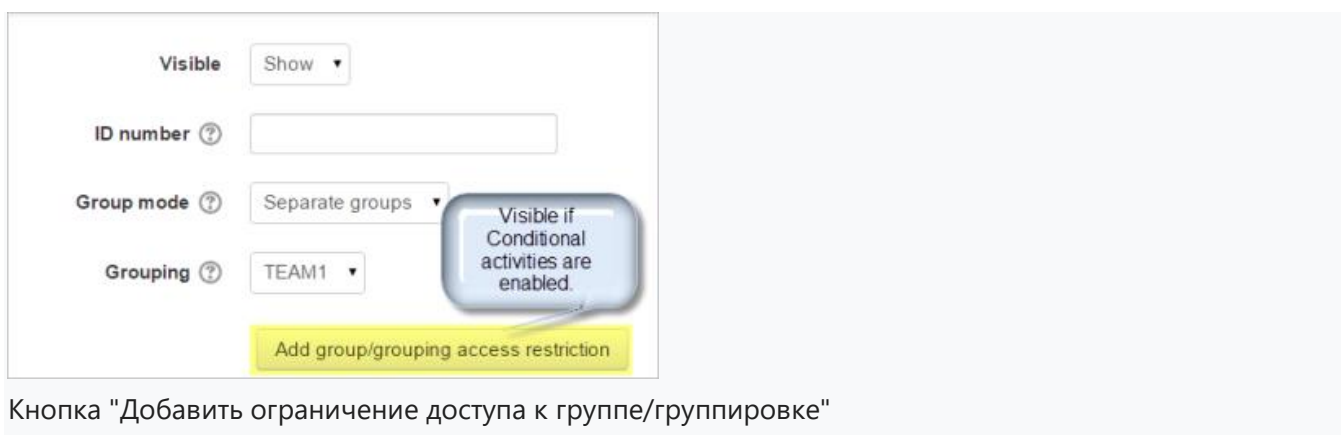 Visible Show
ID number
Group mode Separate groups
Visible if
Conditional
activities are
enabled.
Grouping TEAM1
Add group/grouping access restriction
Кнопка "Добавить ограничение доступа к группе/группировке"